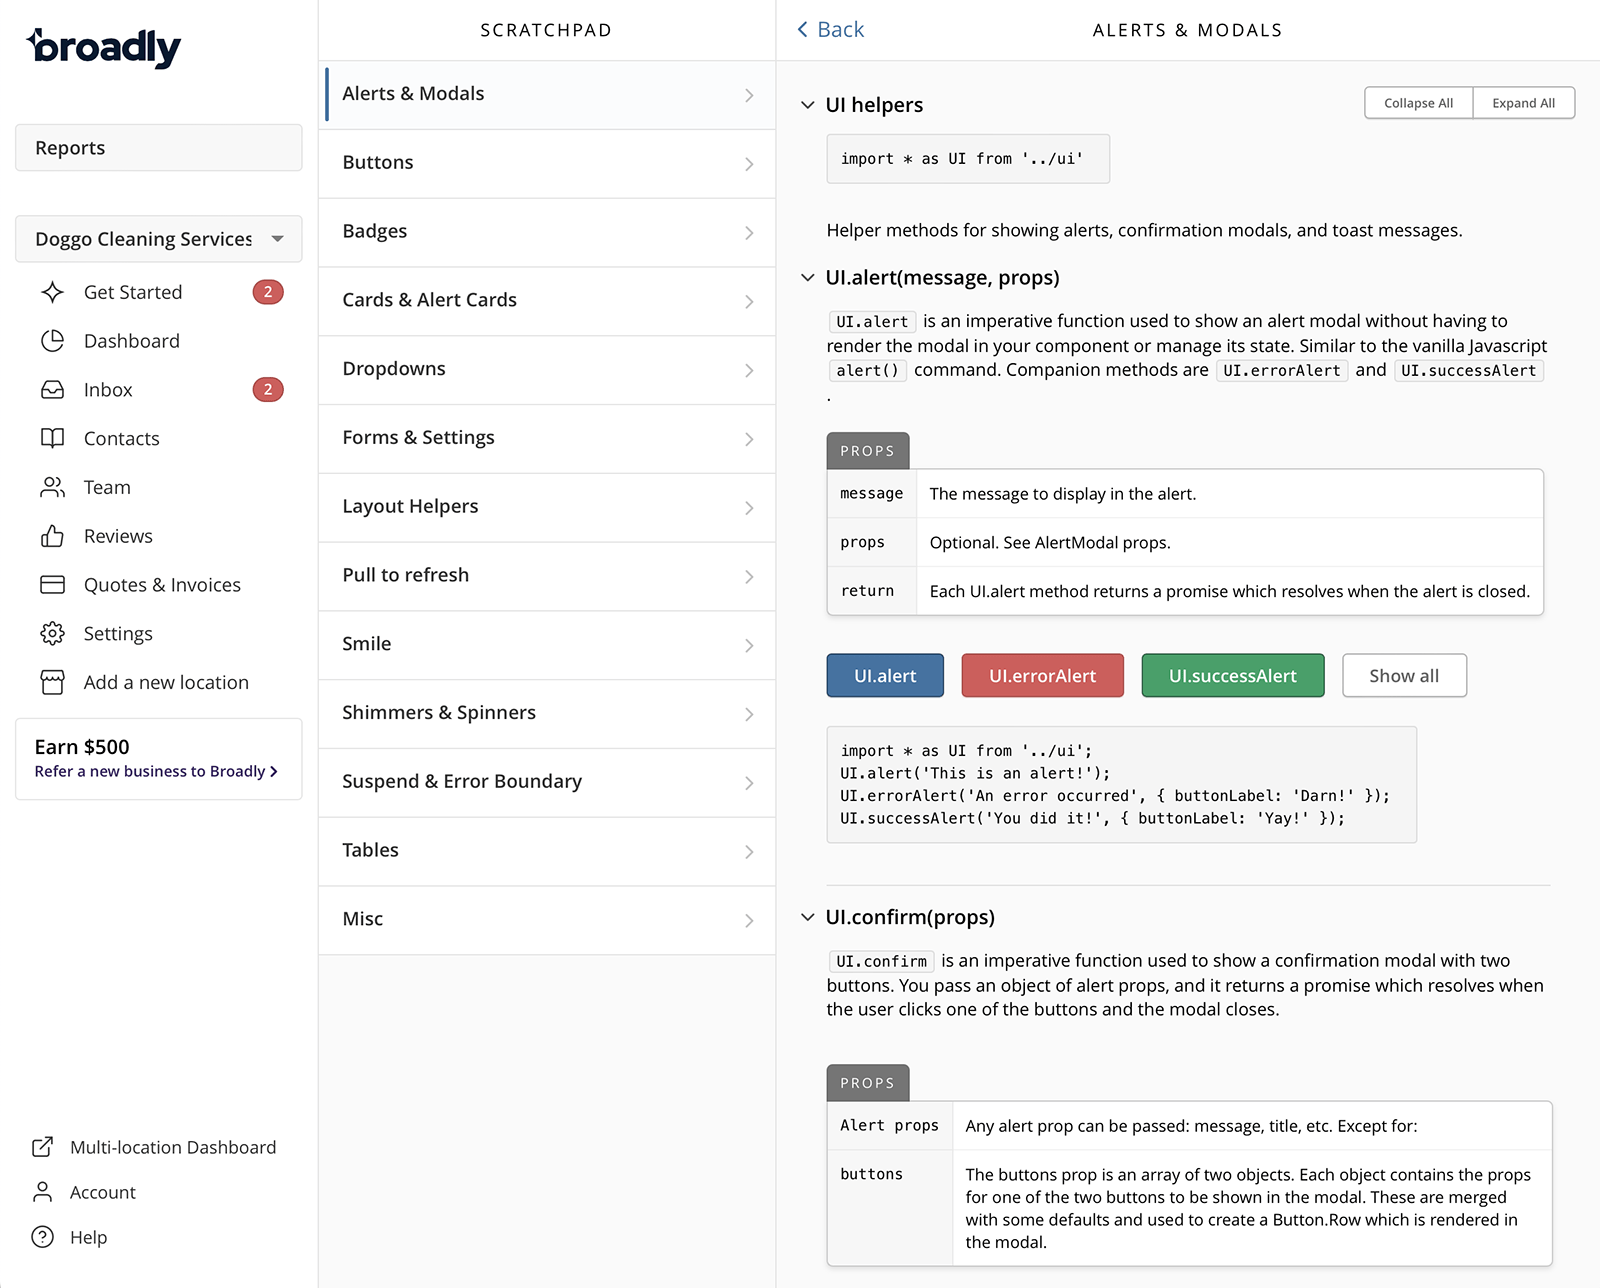 broadly
Reports
Doggo Cleaning Services
Get Started 2
Dashboard
Inbox 2
Contacts
Team
Reviews
Quotes & Invoices
Settings
Add a new location
Earn $500
Refer a new business to Broadly
Multi-location Dashboard
Account
Help
SCRATCHPAD
Alerts & Modals
Buttons
Badges
Cards & Alert Cards
Dropdowns
Forms & Settings
Layout Helpers
Pull to refresh
Smile
Shimmers & Spinners
Suspend & Error Boundary
Tables
Misc
Back
ALERTS & MODALS
UI helpers
Collapse All
Expand All
import * as UI from '../ui'
Helper methods for showing alerts, confirmation modals, and toast messages.
UI.alert(message, props)
UI.alert is an imperative function used to show an alert modal without having to
render the modal in your component or manage its state. Similar to the vanilla Javascript
alert() command. Companion methods are UI.errorAlert and UI.successAlert
.
PROPS
message The message to display in the alert.
props Optional. See AlertModal props.
return Each UI.alert method returns a promise which resolves when the alert is closed.
UI.alert
UI.errorAlert
UI.successAlert
Show all
import * as UI from '../ui';
UI.alert('This is an alert!');
UI.errorAlert('An error occurred', { buttonLabel: 'Darn!' });
UI.successAlert('You did it!', { buttonLabel: 'Yay!' });
UI.confirm(props)
UI.confirm is an imperative function used to show a confirmation modal with two
buttons. You pass an object of alert props, and it returns a promise which resolves when
the user clicks one of the buttons and the modal closes.
PROPS
Alert props Any alert prop can be passed: message, title, etc. Except for:
buttons The buttons prop is an array of two objects. Each object contains the props
for one of the two buttons to be shown in the modal. These are merged
with some defaults and used to create a Button.Row which is rendered in
the modal.